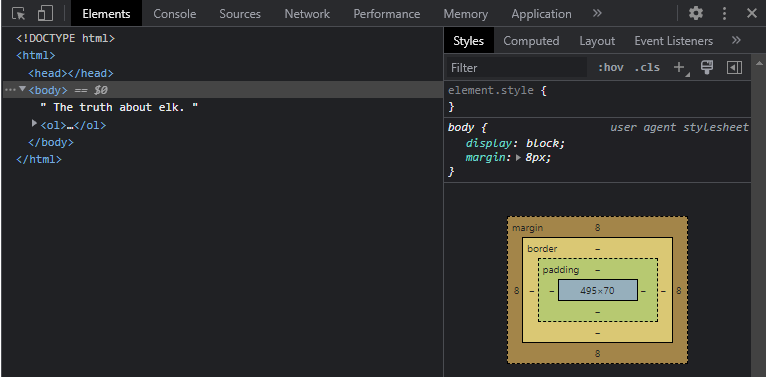 Elements Console Sources Network Performance Memory Application »
<!DOCTYPE html>
<html>
<head></head>
<body> == $0
" The truth about elk. "
<ol>…</ol>
</body>
</html>
Styles Computed Layout Event Listeners »
Filter :hov .cls +
element.style {
}
body { user agent stylesheet
display: block;
margin: 8px;
}
margin 8
border –
padding –
8 – – 495×70 – – 8
–
–
8